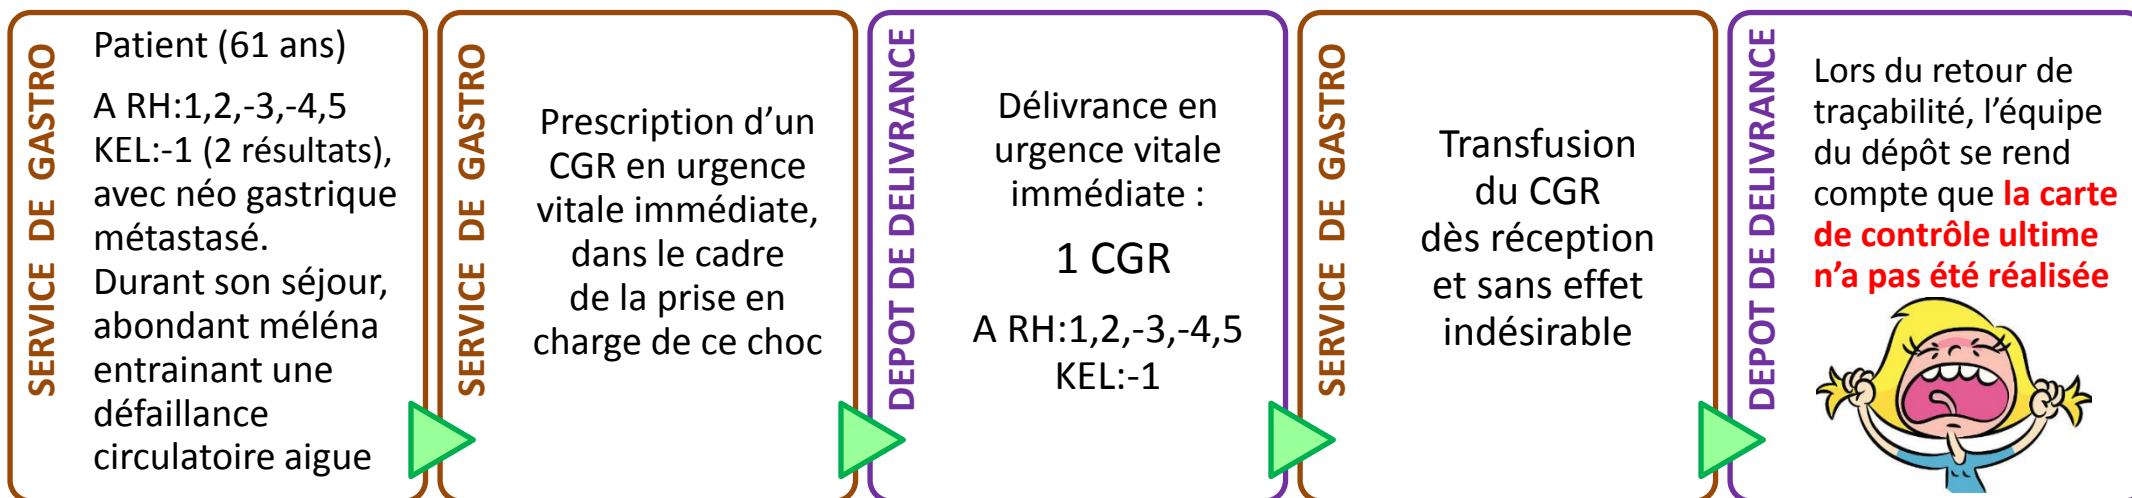 SERVICE DE GASTRO
Patient (61 ans)
A RH:1,2,-3,-4,5
KEL:-1 (2 résultats),
avec néo gastrique
métastasé.
Durant son séjour,
abondant méléna
entrainant une
défaillance
circulatoire aigue
SERVICE DE GASTRO
Prescription d’un
CGR en urgence
vitale immédiate,
dans le cadre
de la prise en
charge de ce choc
DEPOT DE DELIVRANCE
Délivrance en
urgence vitale
immédiate :
1 CGR
A RH:1,2,-3,-4,5
KEL:-1
SERVICE DE GASTRO
Transfusion
du CGR
dès réception
et sans effet
indésirable
DEPOT DE DELIVRANCE
Lors du retour de
traçabilité, l’équipe
du dépôt se rend
compte que la carte
de contrôle ultime
n’a pas été réalisée